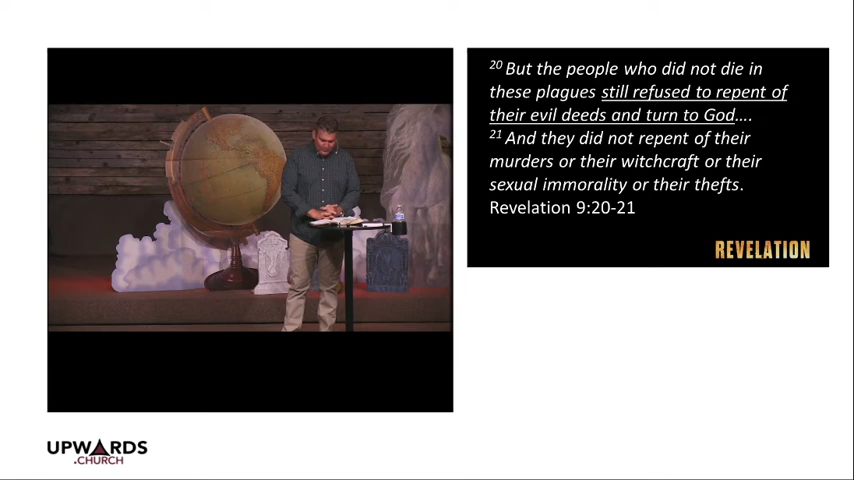 20 But the people who did not die in
these plagues still refused to repent of
their evil deeds and turn to God....
21 And they did not repent of their
murders or their witchcraft or their
sexual immorality or their thefts.
Revelation 9:20-21
REVELATION
UPWARDS
.CHURCH